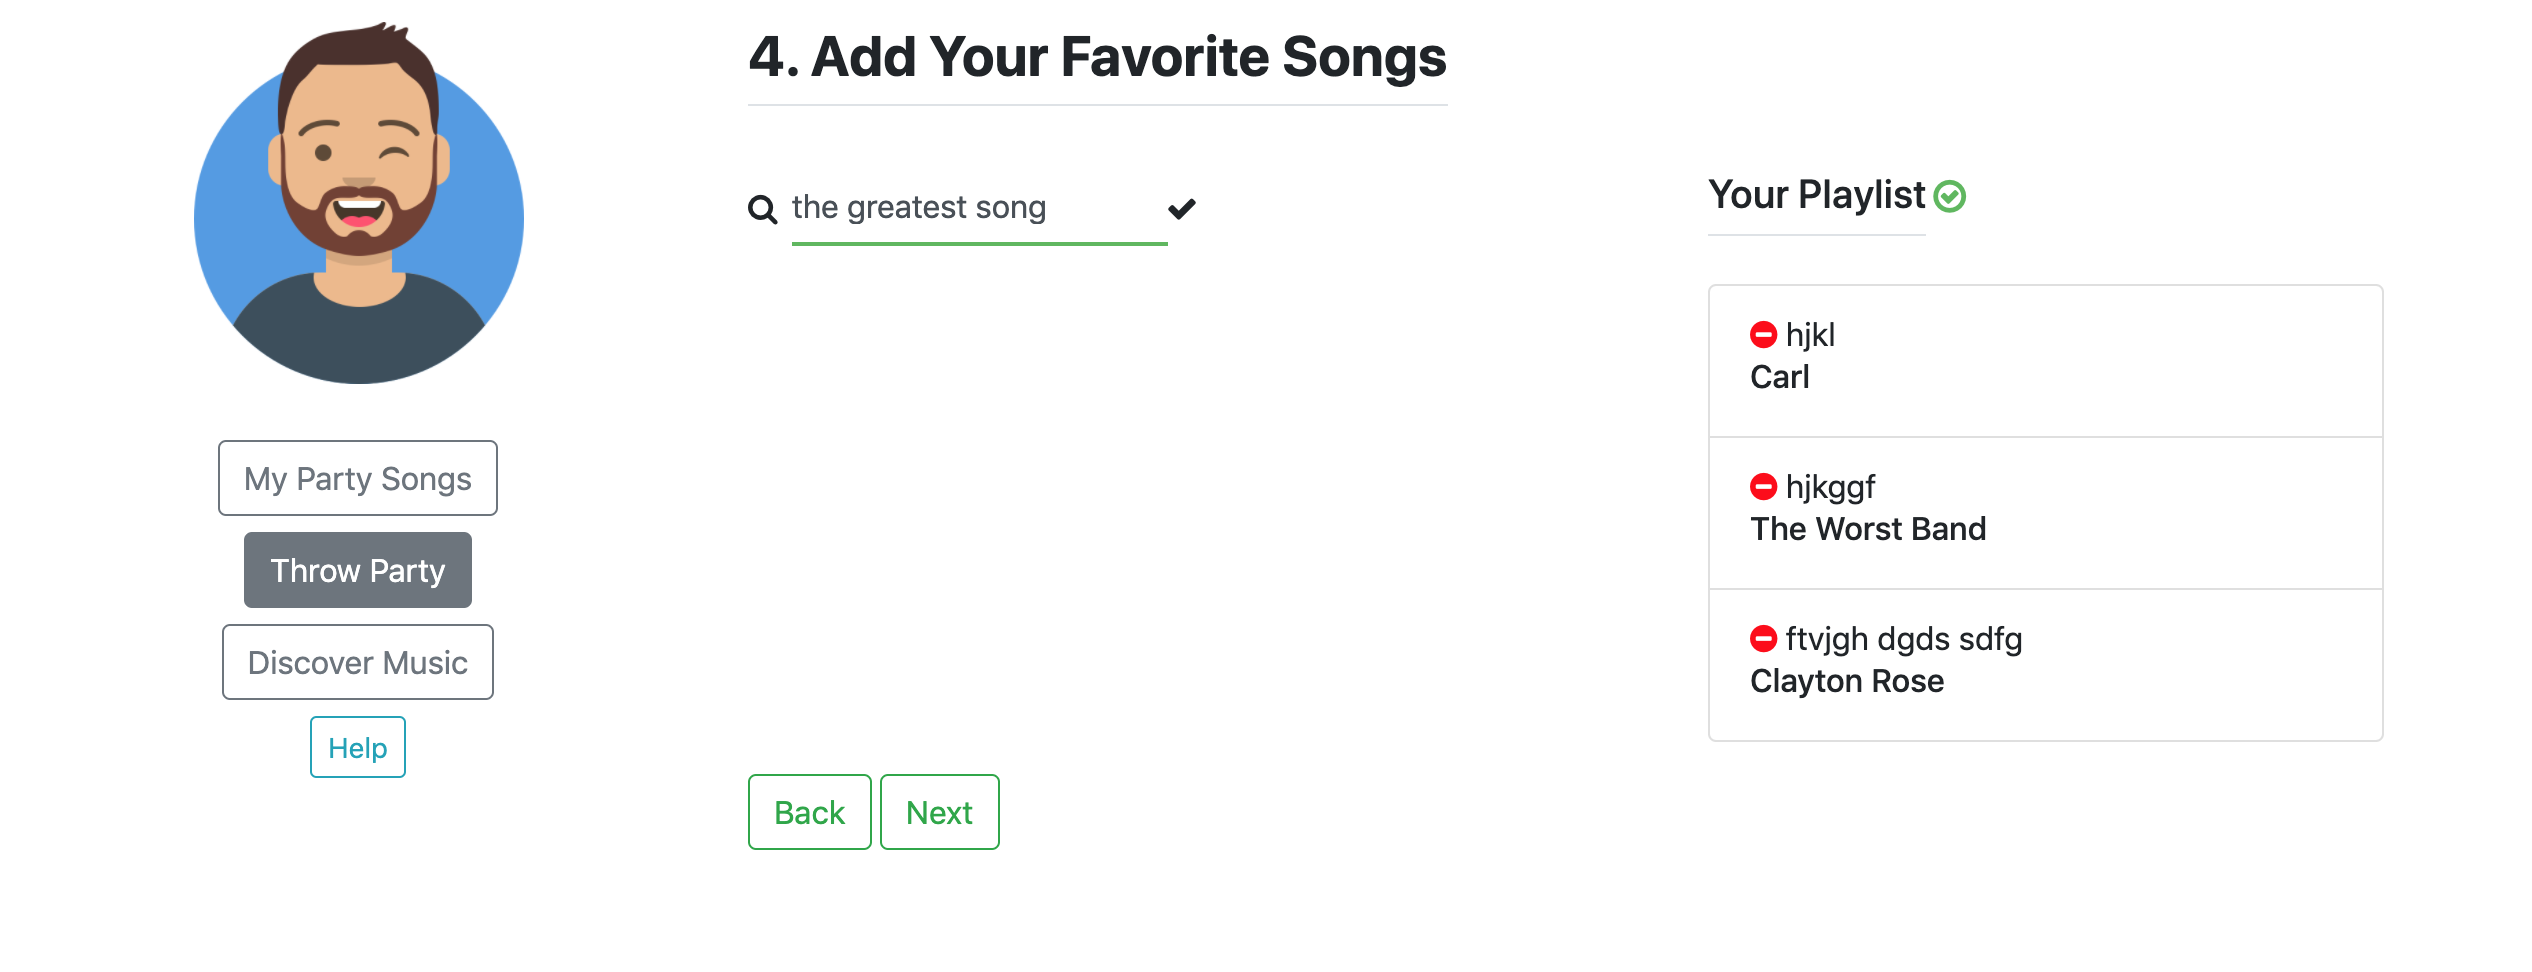 4. Add Your Favorite Songs
the greatest song
Your Playlist
hjkl
Carl
hjkggf
The Worst Band
ftvjgh dgds sdfg
Clayton Rose
My Party Songs
Throw Party
Discover Music
Help
Back
Next